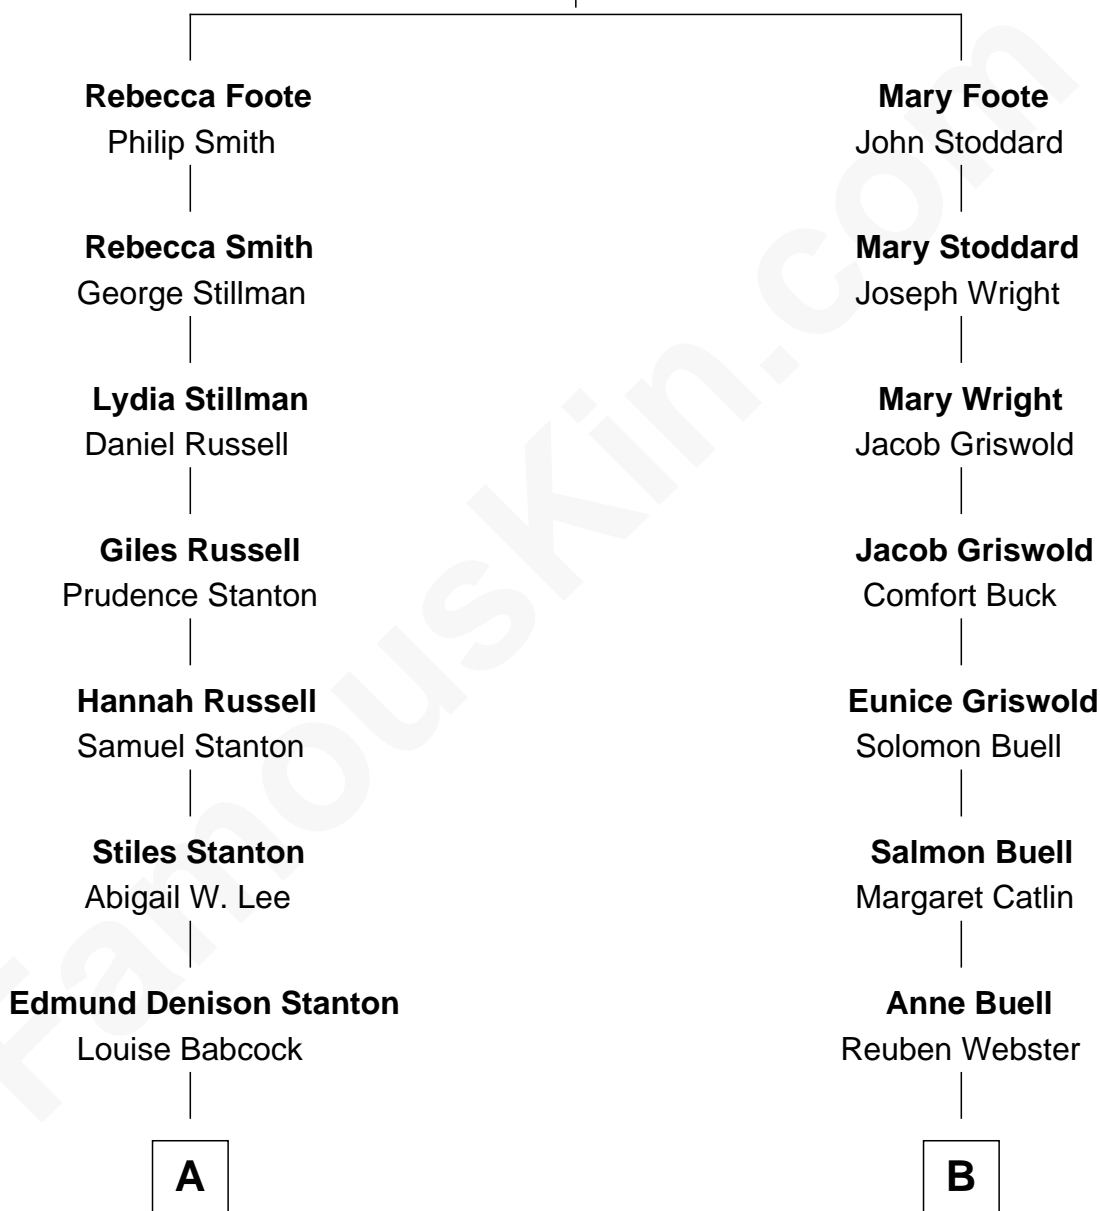 Rebecca Foote
Philip Smith
Rebecca Smith
George Stillman
Lydia Stillman
Daniel Russell
Giles Russell
Prudence Stanton
Hannah Russell
Samuel Stanton
Stiles Stanton
Abigail W. Lee
Edmund Denison Stanton
Louise Babcock
A
Mary Foote
John Stoddard
Mary Stoddard
Joseph Wright
Mary Wright
Jacob Griswold
Jacob Griswold
Comfort Buck
Eunice Griswold
Solomon Buell
Salmon Buell
Margaret Catlin
Anne Buell
Reuben Webster
B
FamousKin.com